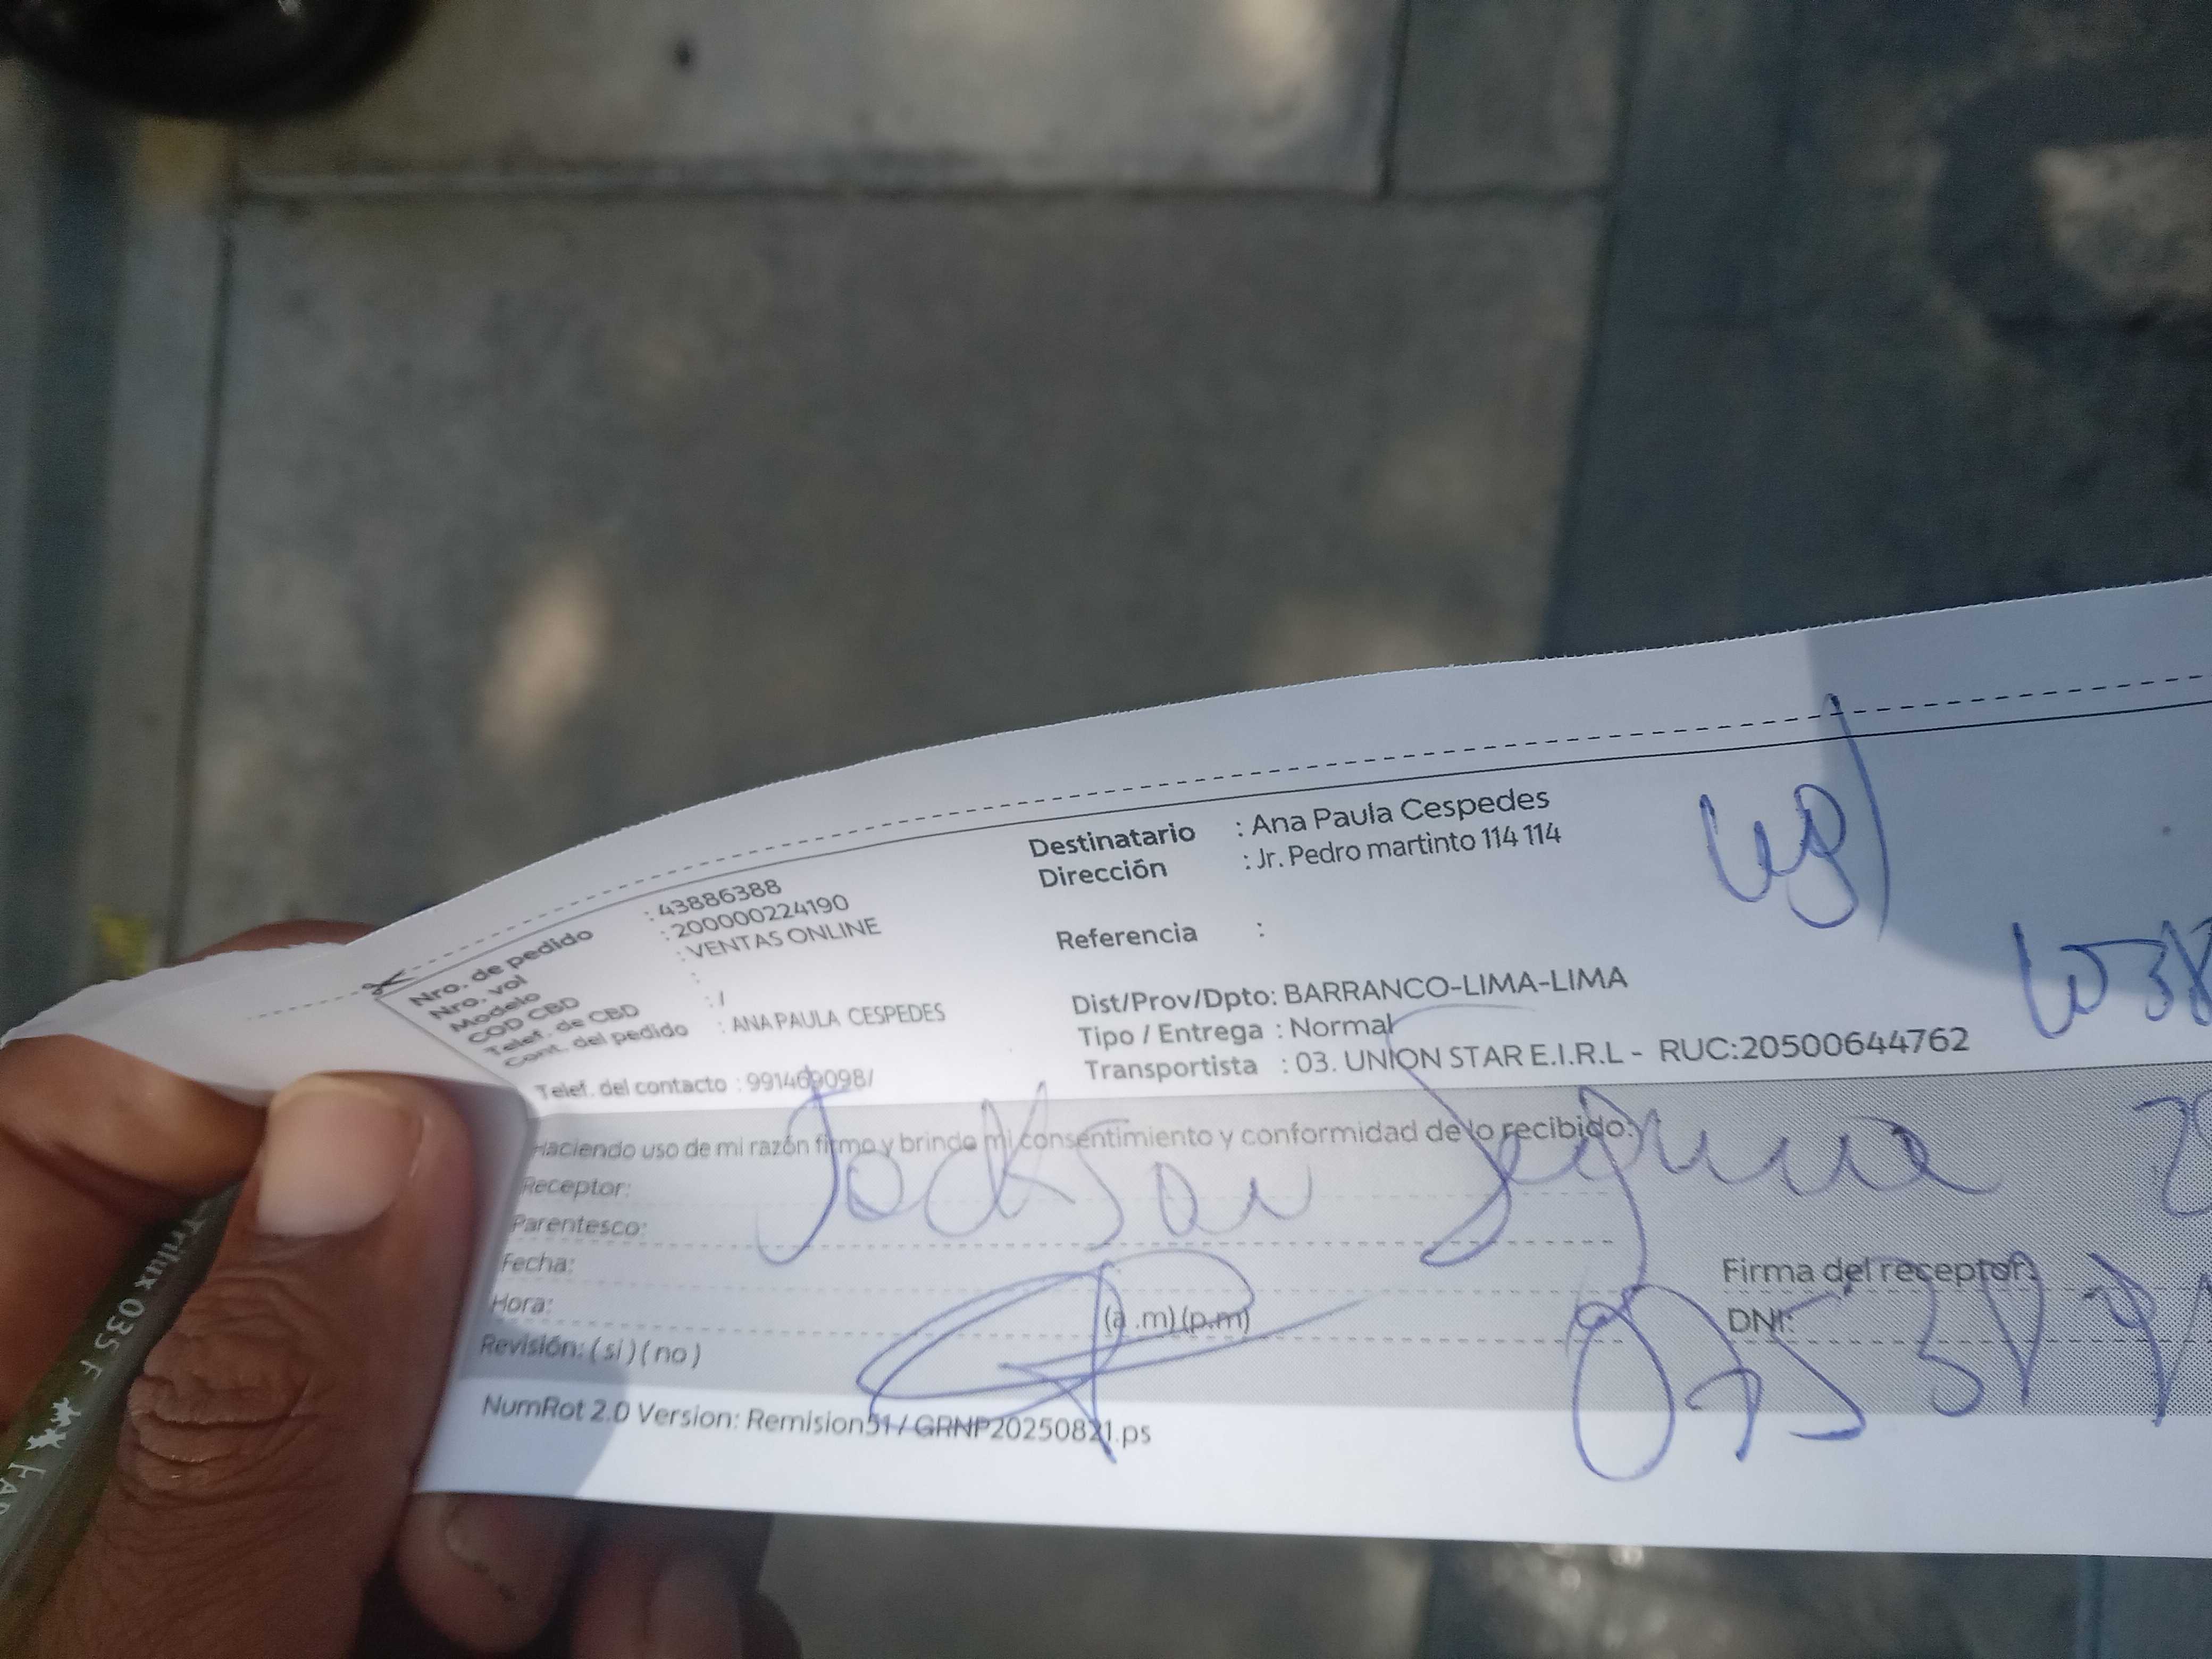 Nro. de pedido : 43886388
Nro. vol : 200000224190
Modelo : VENTAS ONLINE
COD CBD :
Telef. de CBD : /
Cont. del pedido : ANA PAULA CESPEDES
Telef. del contacto : 991469098/
Destinatario : Ana Paula Cespedes
Dirección : Jr. Pedro martinto 114 114
Referencia :
Dist/Prov/Dpto: BARRANCO-LIMA-LIMA
Tipo / Entrega : Normal
Transportista : 03. UNION STAR E.I.R.L - RUC:20500644762
Haciendo uso de mi razón firmo y brindo mi consentimiento y conformidad de lo recibido:
Receptor:
Jackson
Parentesco:
Fecha:
Hora: (a .m) (p.m)
Revisión: ( si ) ( no )
Firma del receptor:
DNI:
NumRot 2.0 Version: Remision51 / GRNP20250821.ps
rilux 035 F